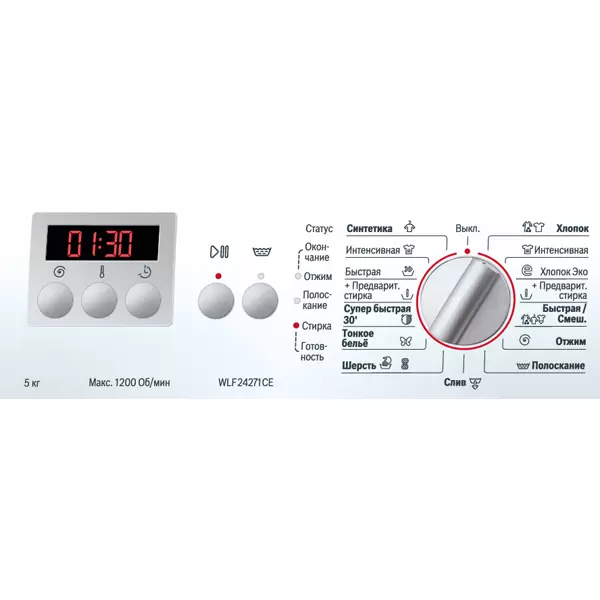 01:30
5 кг
Макс. 1200 Об/мин
WLF24271CE
Статус
Окон-
чание
Отжим
Полос-
кание
Стирка
Готов-
ность
Синтетика
Интенсивная
Быстрая
+ Предварит.
стирка
Супер быстрая
30'
Тонкое
бельё
Шерсть
Слив
Выкл.
Хлопок
Интенсивная
Хлопок Эко
+ Предварит.
стирка
Быстрая /
Смеш.
Отжим
Полоскание